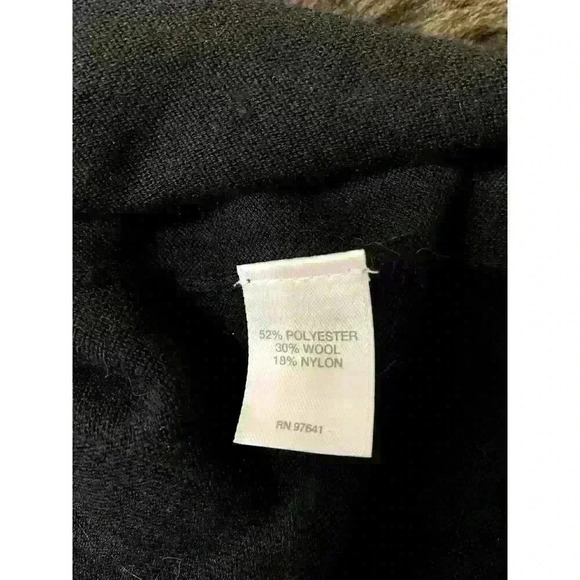 52% POLYESTER
30% WOOL
18% NYLON
RN 97641